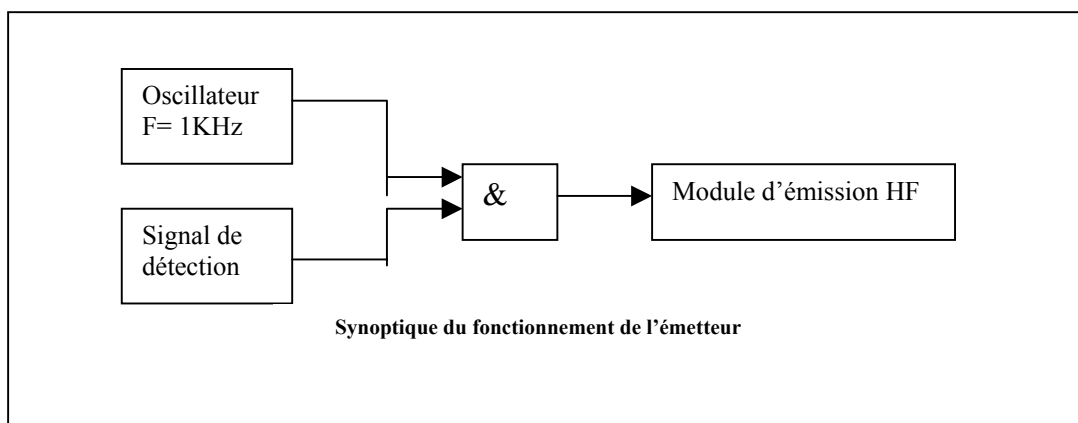 Oscillateur
F= 1KHz
&
Module d’émission HF
Signal de
détection
Synoptique du fonctionnement de l’émetteur